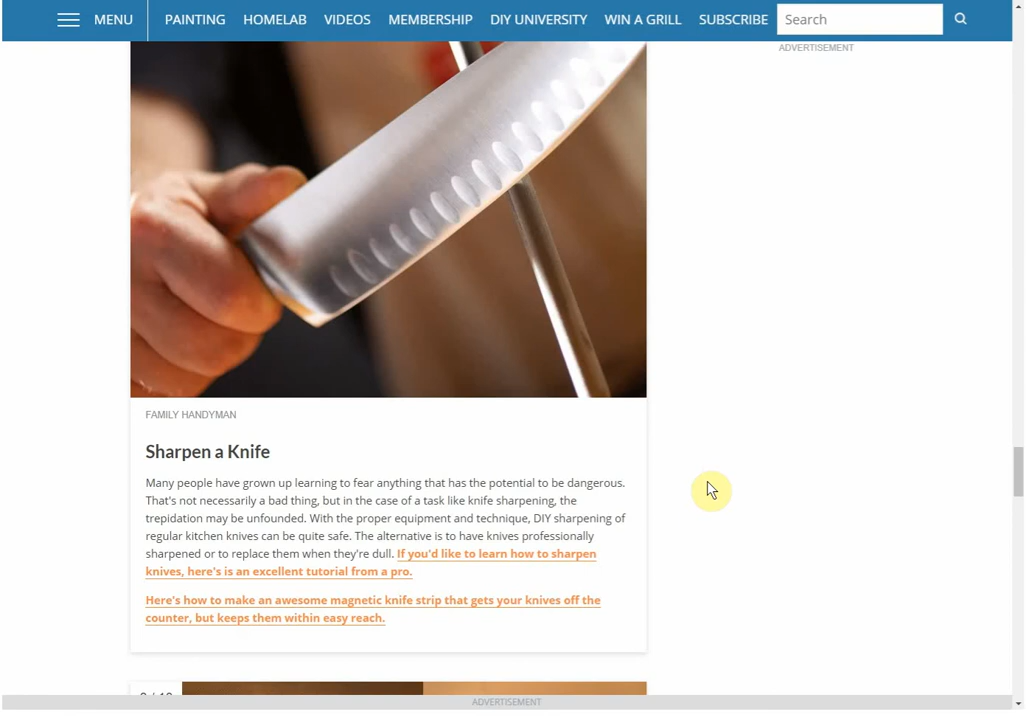 MENU
PAINTING HOMELAB VIDEOS MEMBERSHIP DIY UNIVERSITY WIN A GRILL SUBSCRIBE Search
ADVERTISEMENT
FAMILY HANDYMAN
Sharpen a Knife
Many people have grown up learning to fear anything that has the potential to be dangerous.
That's not necessarily a bad thing, but in the case of a task like knife sharpening, the
trepidation may be unfounded. With the proper equipment and technique, DIY sharpening of
regular kitchen knives can be quite safe. The alternative is to have knives professionally
sharpened or to replace them when they're dull. If you'd like to learn how to sharpen
knives, here's is an excellent tutorial from a pro.
Here's how to make an awesome magnetic knife strip that gets your knives off the
counter, but keeps them within easy reach.
ADVERTISEMENT